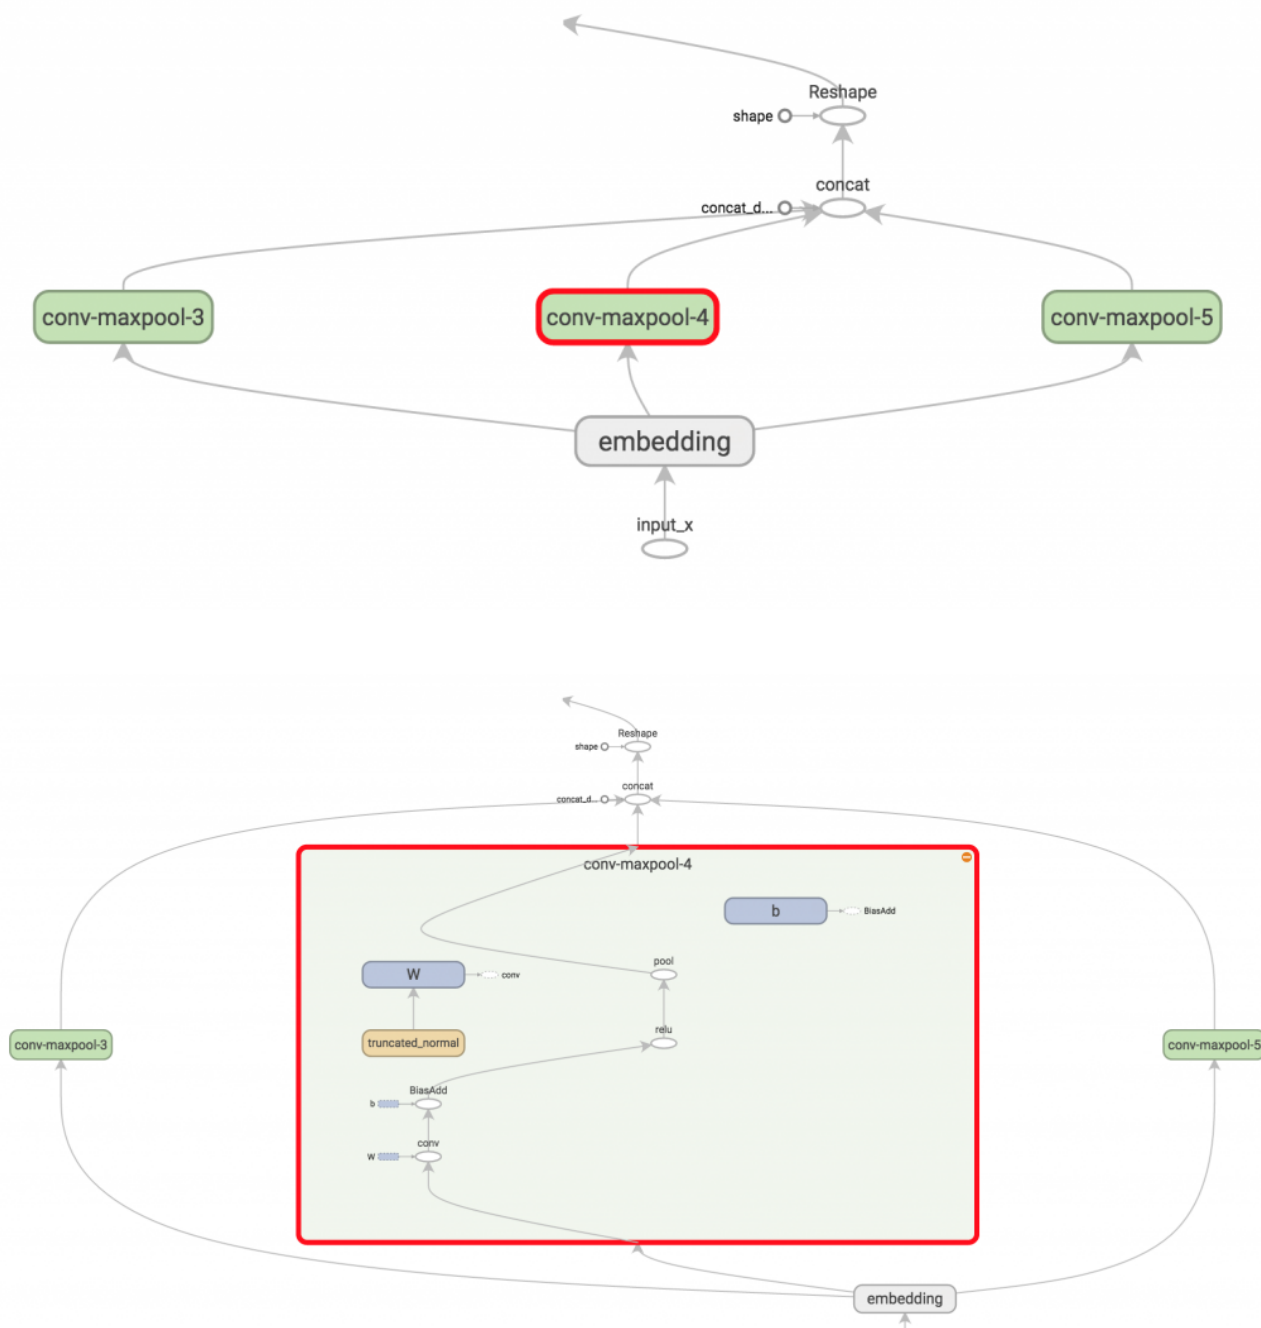 Reshape
shape
concat
concat_d...
conv-maxpool-3
conv-maxpool-4
conv-maxpool-5
embedding
input_x
Reshape
shape
concat
concat_d...
conv-maxpool-4
b
BiasAdd
pool
W
conv
relu
truncated_normal
conv-maxpool-3
conv-maxpool-5
BiasAdd
b
conv
W
embedding